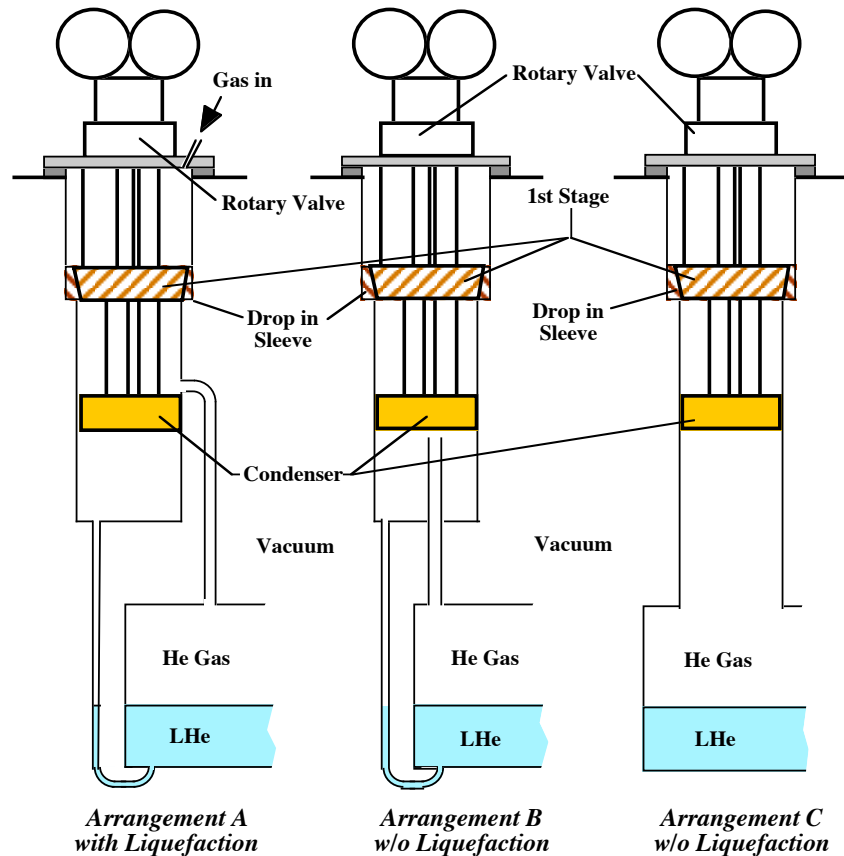 Gas in
Rotary Valve
Rotary Valve
1st Stage
Drop in
Sleeve
Drop in
Sleeve
Condenser
Vacuum
Vacuum
He Gas
He Gas
He Gas
LHe
LHe
LHe
Arrangement A
with Liquefaction
Arrangement B
w/o Liquefaction
Arrangement C
w/o Liquefaction